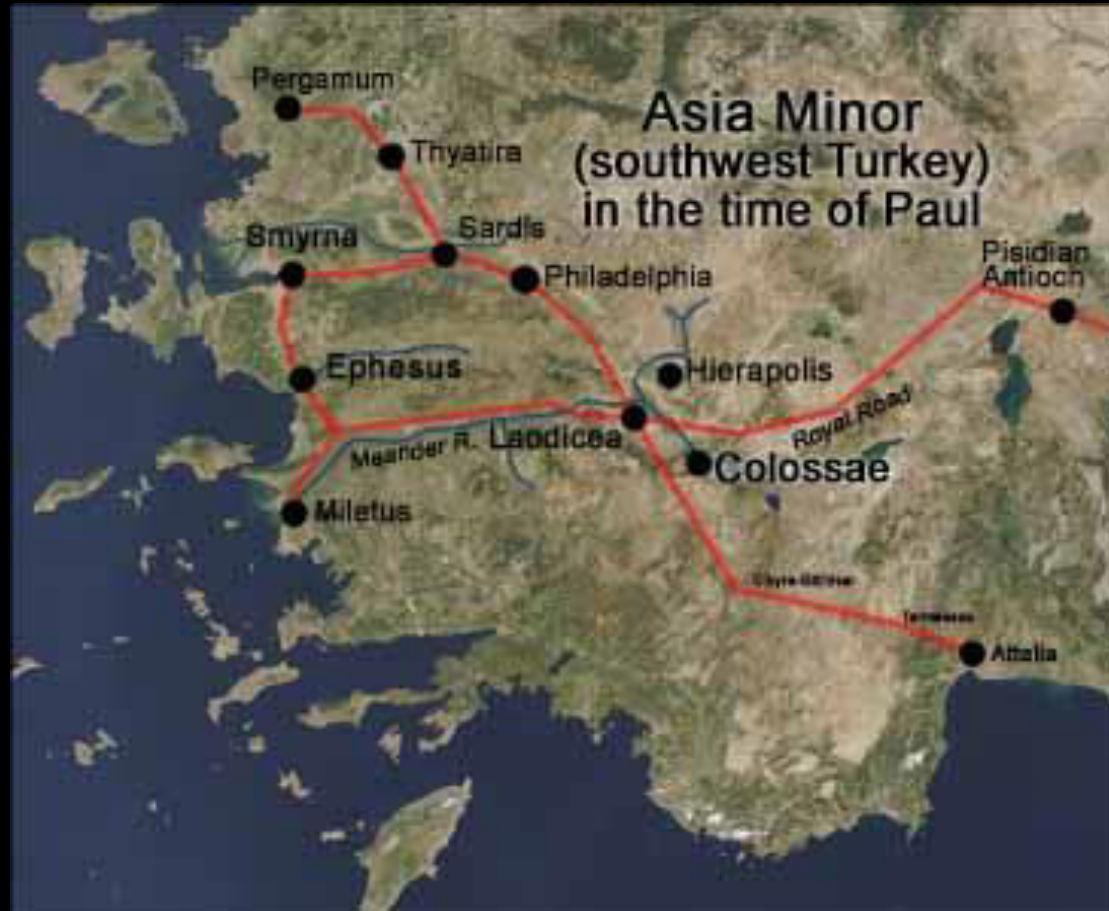 Pergamum
Asia Minor
(southwest Turkey)
in the time of Paul
Thyatira
Smyrna
Sardis
Philadelphia
Pisidian
Antioch
Ephesus
Hierapolis
Royal Road
Meander R.
Laodicea
Colossae
Miletus
Attalia